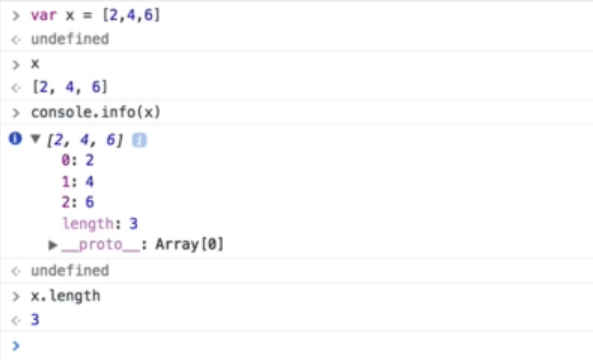 > var x = [2,4,6]
< undefined
> x
< [2, 4, 6]
> console.info(x)
i ▼ [2, 4, 6] i
0: 2
1: 4
2: 6
length: 3
▶ __proto__: Array[0]
< undefined
> x.length
< 3
>